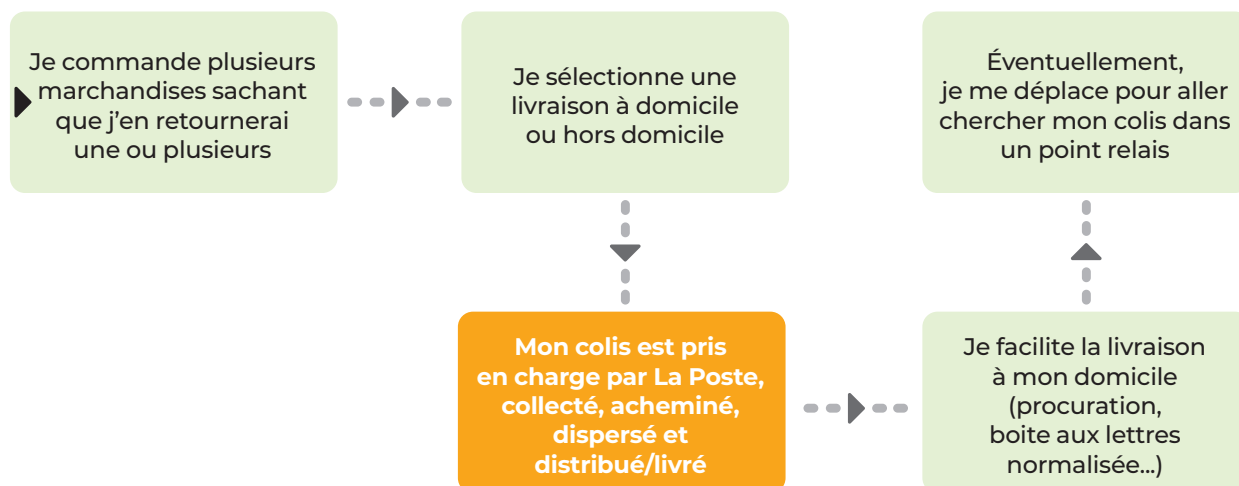 Je commande plusieurs
marchandises sachant
que j'en retournerai
une ou plusieurs
Je sélectionne une
livraison à domicile
ou hors domicile
Mon colis est pris
en charge par La Poste,
collecté, acheminé,
dispersé et
distribué/livré
Je facilite la livraison
à mon domicile
(procuration,
boite aux lettres
normalisée...)
Éventuellement,
je me déplace pour aller
chercher mon colis dans
un point relais